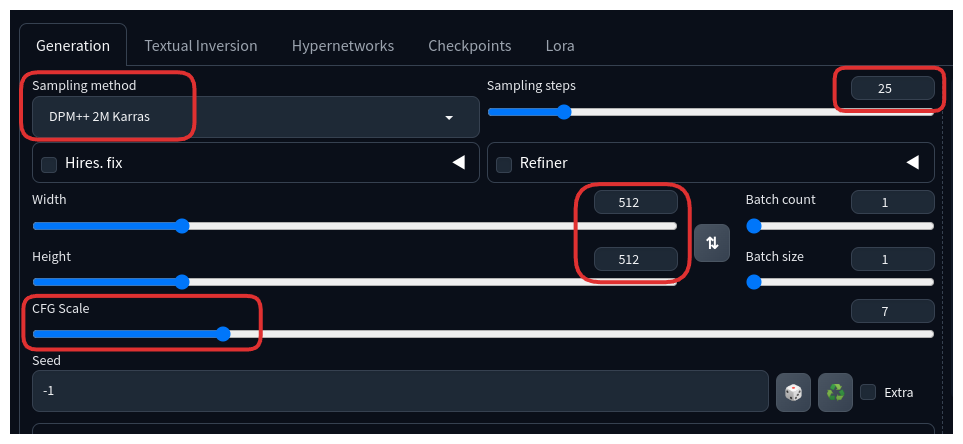 Generation Textual Inversion Hypernetworks Checkpoints Lora
Sampling method
DPM++ 2M Karras
Sampling steps 25
Hires. fix
Refiner
Width 512
Height 512
Batch count 1
Batch size 1
CFG Scale 7
Seed
-1
Extra